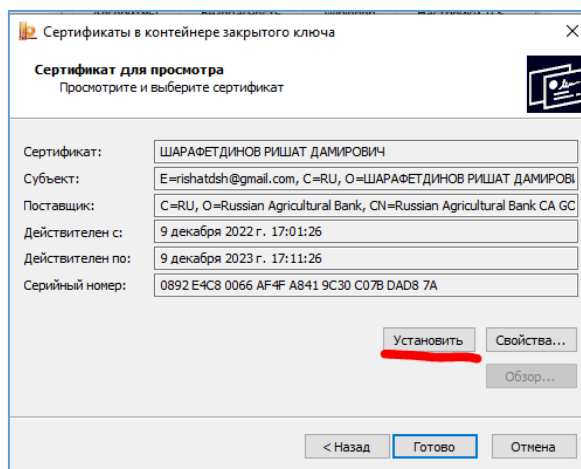 Сертификаты в контейнере закрытого ключа
Сертификат для просмотра
Просмотрите и выберите сертификат
Сертификат: ШАРАФЕТДИНОВ РИШАТ ДАМИРОВИЧ
Субъект: E=rishatdsh@gmail.com, C=RU, O=ШАРАФЕТДИНОВ РИШАТ ДАМИРОВИ
Поставщик: C=RU, O=Russian Agricultural Bank, CN=Russian Agricultural Bank CA GO
Действителен с: 9 декабря 2022 г. 17:01:26
Действителен по: 9 декабря 2023 г. 17:11:26
Серийный номер: 0892 E4C8 0066 AF4F A841 9C30 C07B DAD8 7A
Установить Свойства...
Обзор...
< Назад Готово Отмена